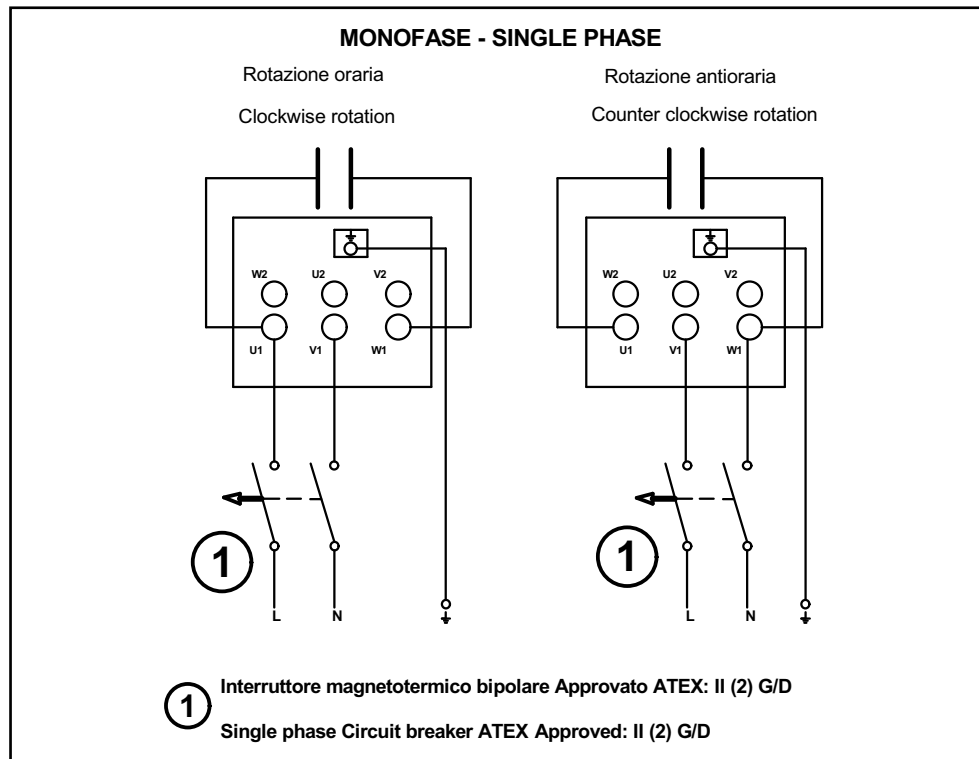 MONOFASE - SINGLE PHASE
Rotazione oraria
Clockwise rotation
Rotazione antioraria
Counter clockwise rotation
W2 U2 V2
U1 V1 W1
W2 U2 V2
U1 V1 W1
1
1
L N
L N
1
Interruttore magnetotermico bipolare Approvato ATEX: II (2) G/D
Single phase Circuit breaker ATEX Approved: II (2) G/D